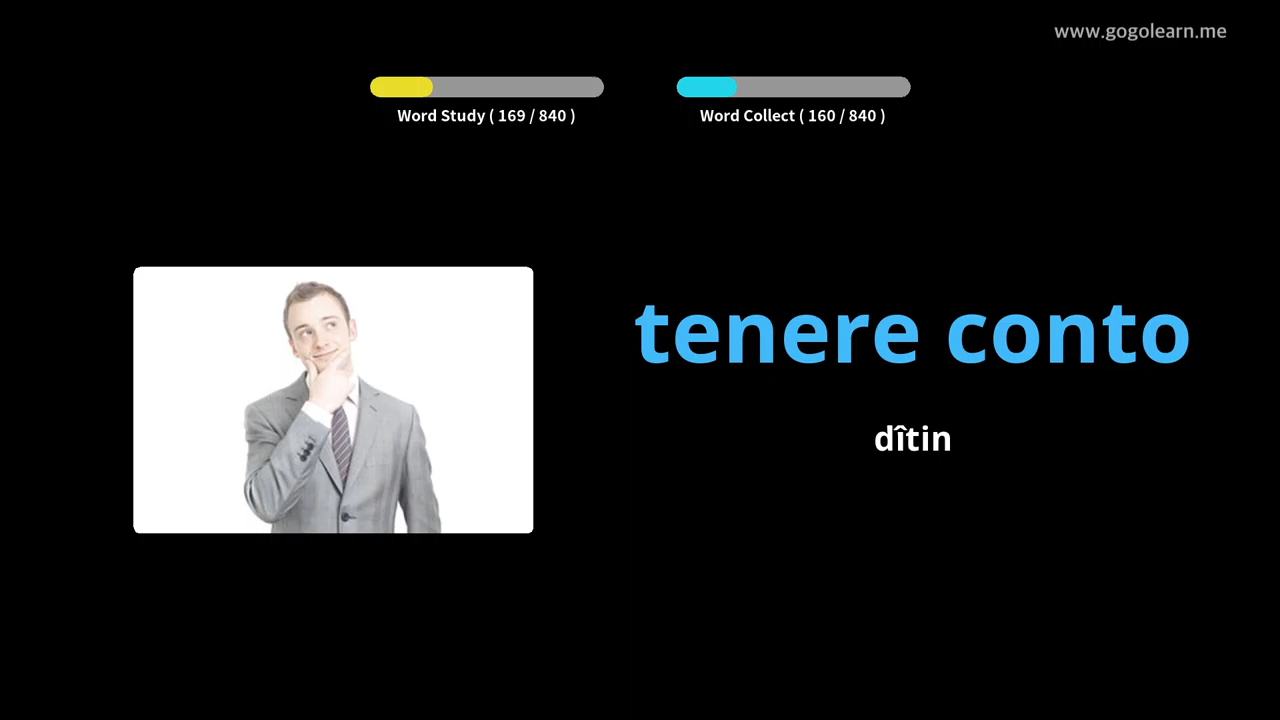 www.gogolearn.me
Word Study ( 169 / 840 )
Word Collect ( 160 / 840 )
tenere conto
dîtin